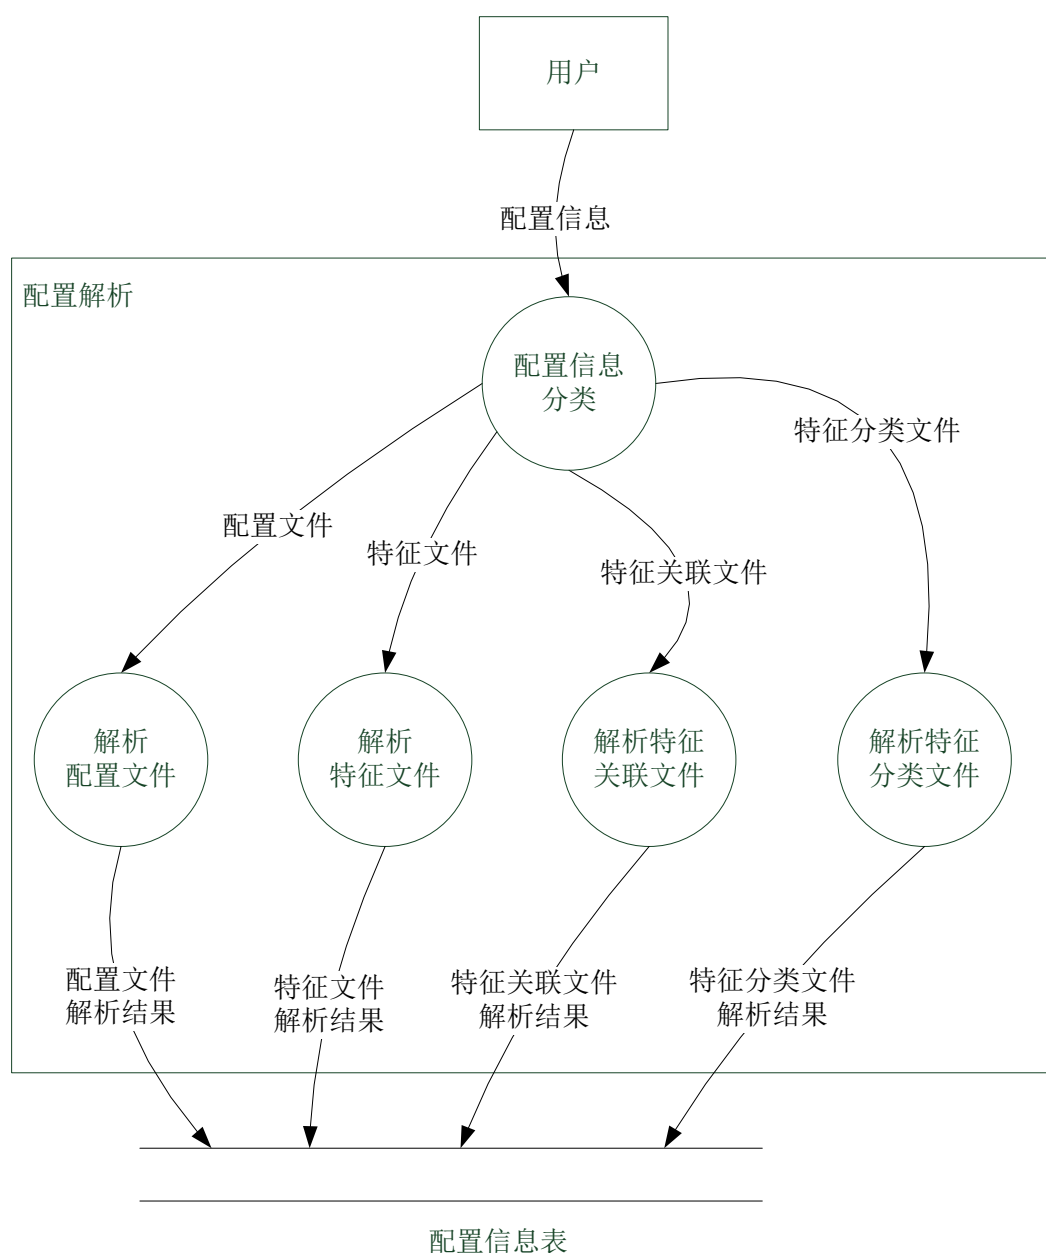 用户
配置信息
配置解析
配置信息
分类
特征分类文件
配置文件
特征文件
特征关联文件
解析
配置文件
解析
特征文件
解析特征
关联文件
解析特征
分类文件
配置文件
解析结果
特征文件
解析结果
特征关联文件
解析结果
特征分类文件
解析结果
配置信息表